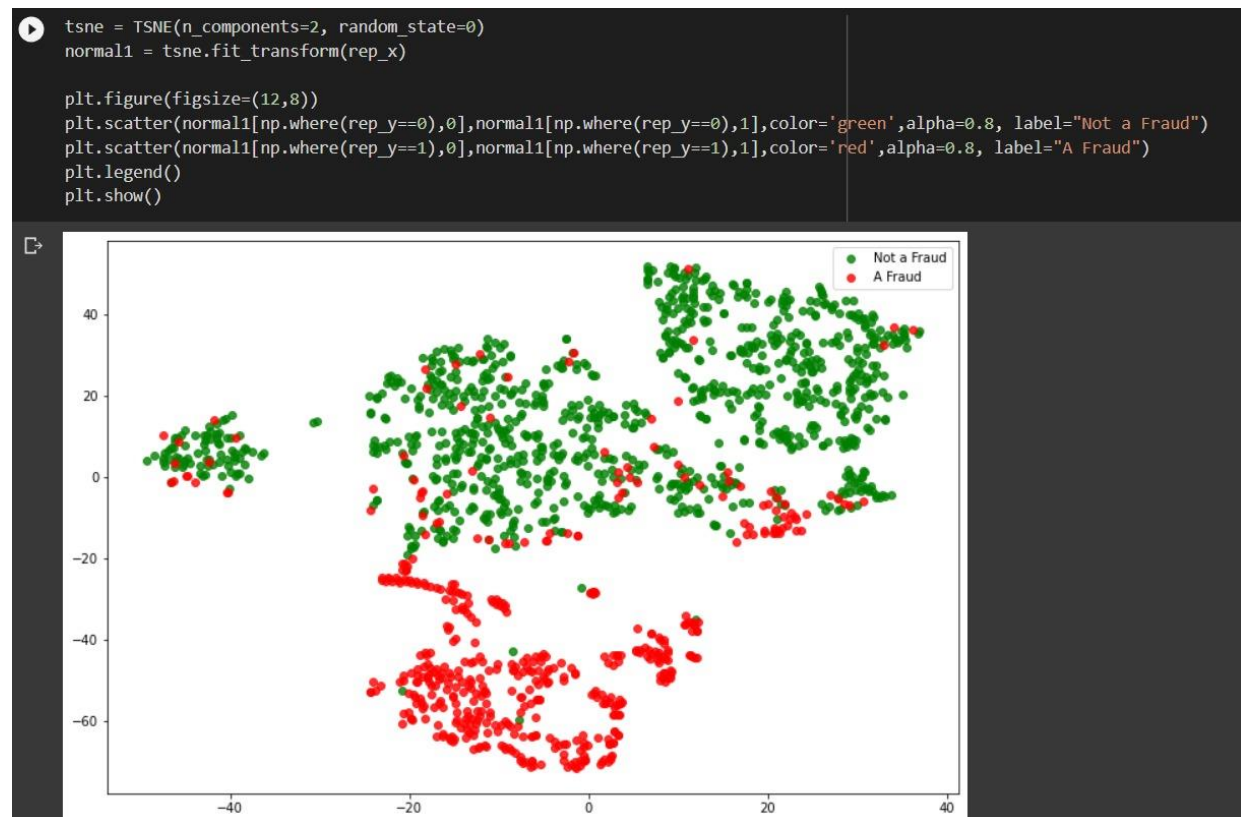 tsne = TSNE(n_components=2, random_state=0)
normal1 = tsne.fit_transform(rep_x)
plt.figure(figsize=(12,8))
plt.scatter(normal1[np.where(rep_y==0),0],normal1[np.where(rep_y==0),1],color='green',alpha=0.8, label="Not a Fraud")
plt.scatter(normal1[np.where(rep_y==1),0],normal1[np.where(rep_y==1),1],color='red',alpha=0.8, label="A Fraud")
plt.legend()
plt.show()
Not a Fraud
A Fraud
40
20
0
−20
−40
−60
−40
−20
0
20
40